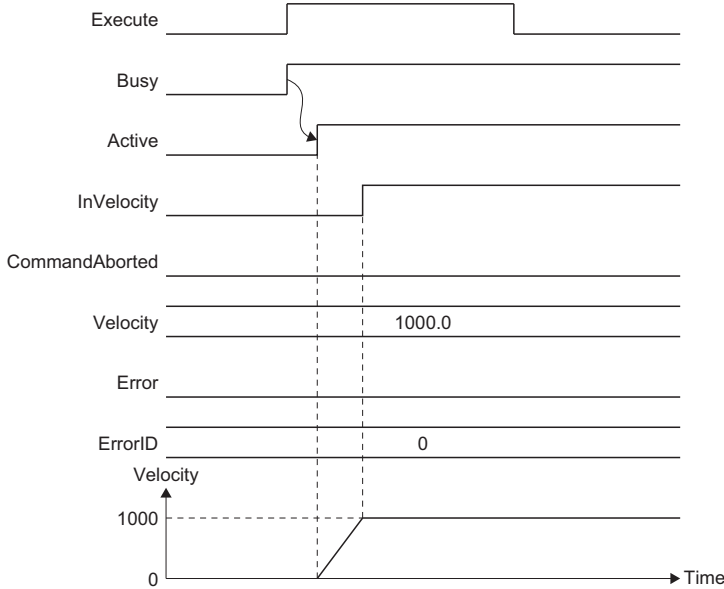 Execute
Busy
Active
InVelocity
CommandAborted
Velocity
1000.0
Error
ErrorID
0
Velocity
1000
0
Time